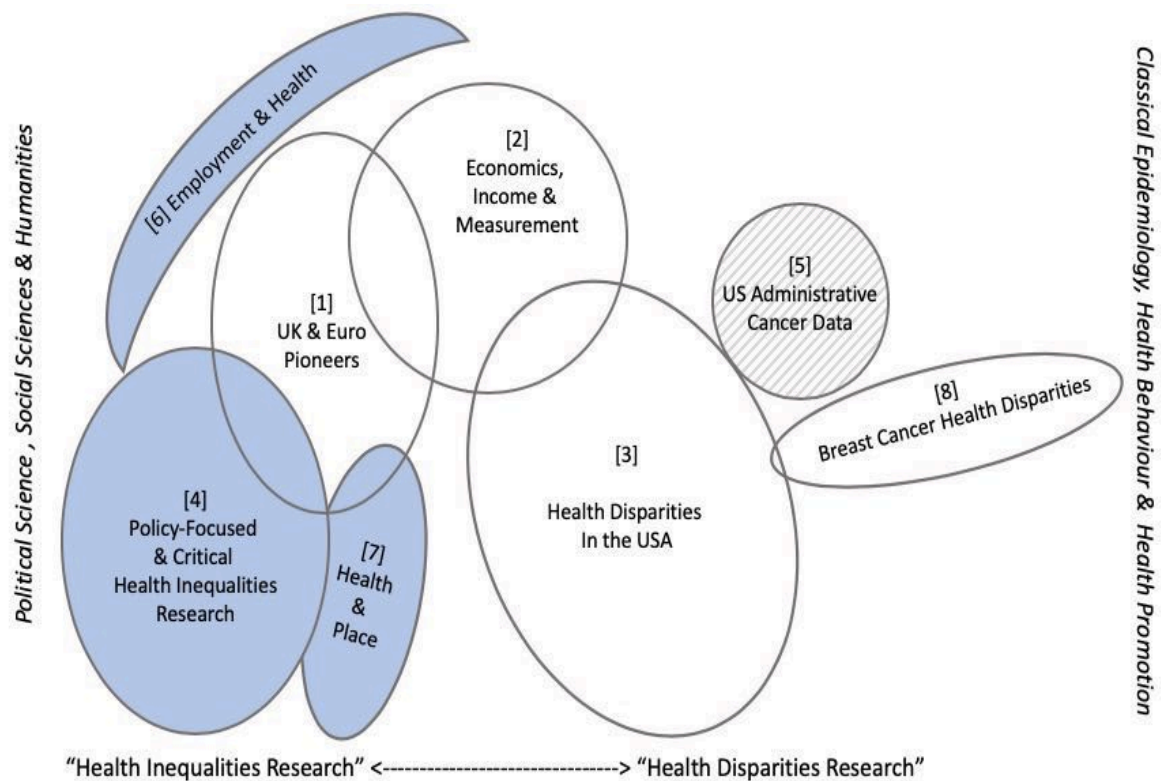 Political Science , Social Sciences & Humanities
[6] Employment & Health
[2]
Economics,
Income &
Measurement
[1]
UK & Euro
Pioneers
[5]
US Administrative
Cancer Data
[8]
Breast Cancer Health Disparities
[3]
Health Disparities
In the USA
[4]
Policy-Focused
& Critical
Health Inequalities
Research
[7]
Health
&
Place
Classical Epidemiology, Health Behaviour & Health Promotion
“Health Inequalities Research” <----------------------> “Health Disparities Research”